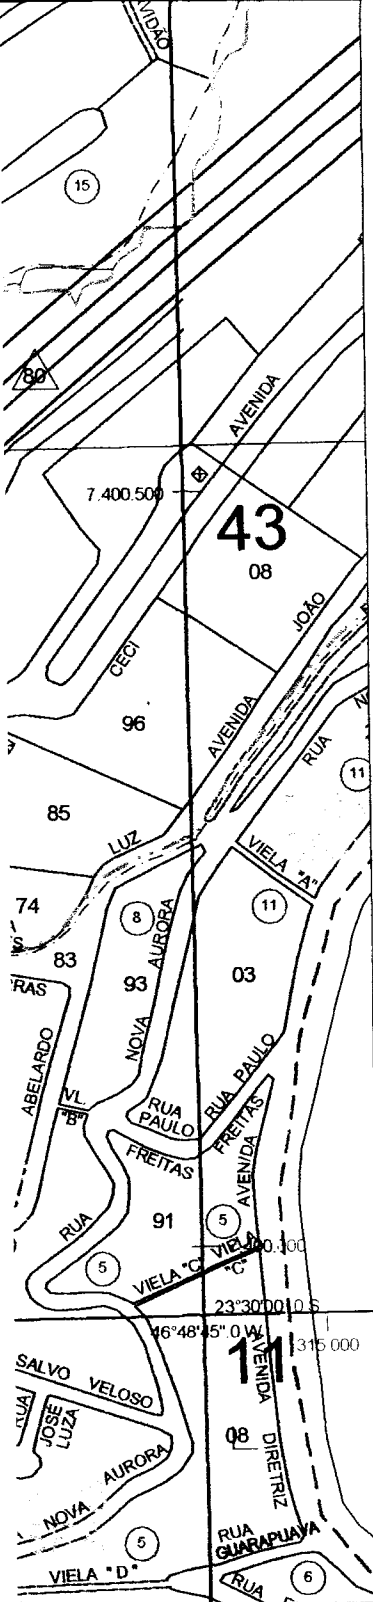 VIDÃO
15
80
AVENIDA
7.400.500
43
08
JOÃO
CECI
96
AVENIDA
RUA
11
85
LUZ
VIELA "A"
74
8
11
83
93
AURORA
03
RAS
NOVA
ABELARDO
VL.
"B"
RUA
PAULO
RUA PAULO
FREITAS
FREITAS
AVENIDA
RUA
91
5
5
VIELA "C"
VIELA
"C"
23°30'00".0 S
46°48'45".0 W
315 000
11
AVENIDA
SALVO VELOSO
RUA
JOSÉ
LUZA
08
DIRETRIZ
AURORA
NOVA
5
RUA
GUARAPUAVA
VIELA "D"
6
RUA